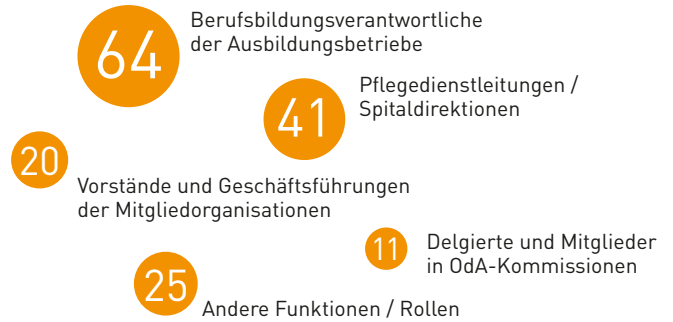 64
Berufsbildungsverantwortliche
der Ausbildungsbetriebe
41
Pflegedienstleitungen /
Spitaldirektionen
20
Vorstände und Geschäftsführungen
der Mitgliedorganisationen
11
Delgierte und Mitglieder
in OdA-Kommissionen
25
Andere Funktionen / Rollen